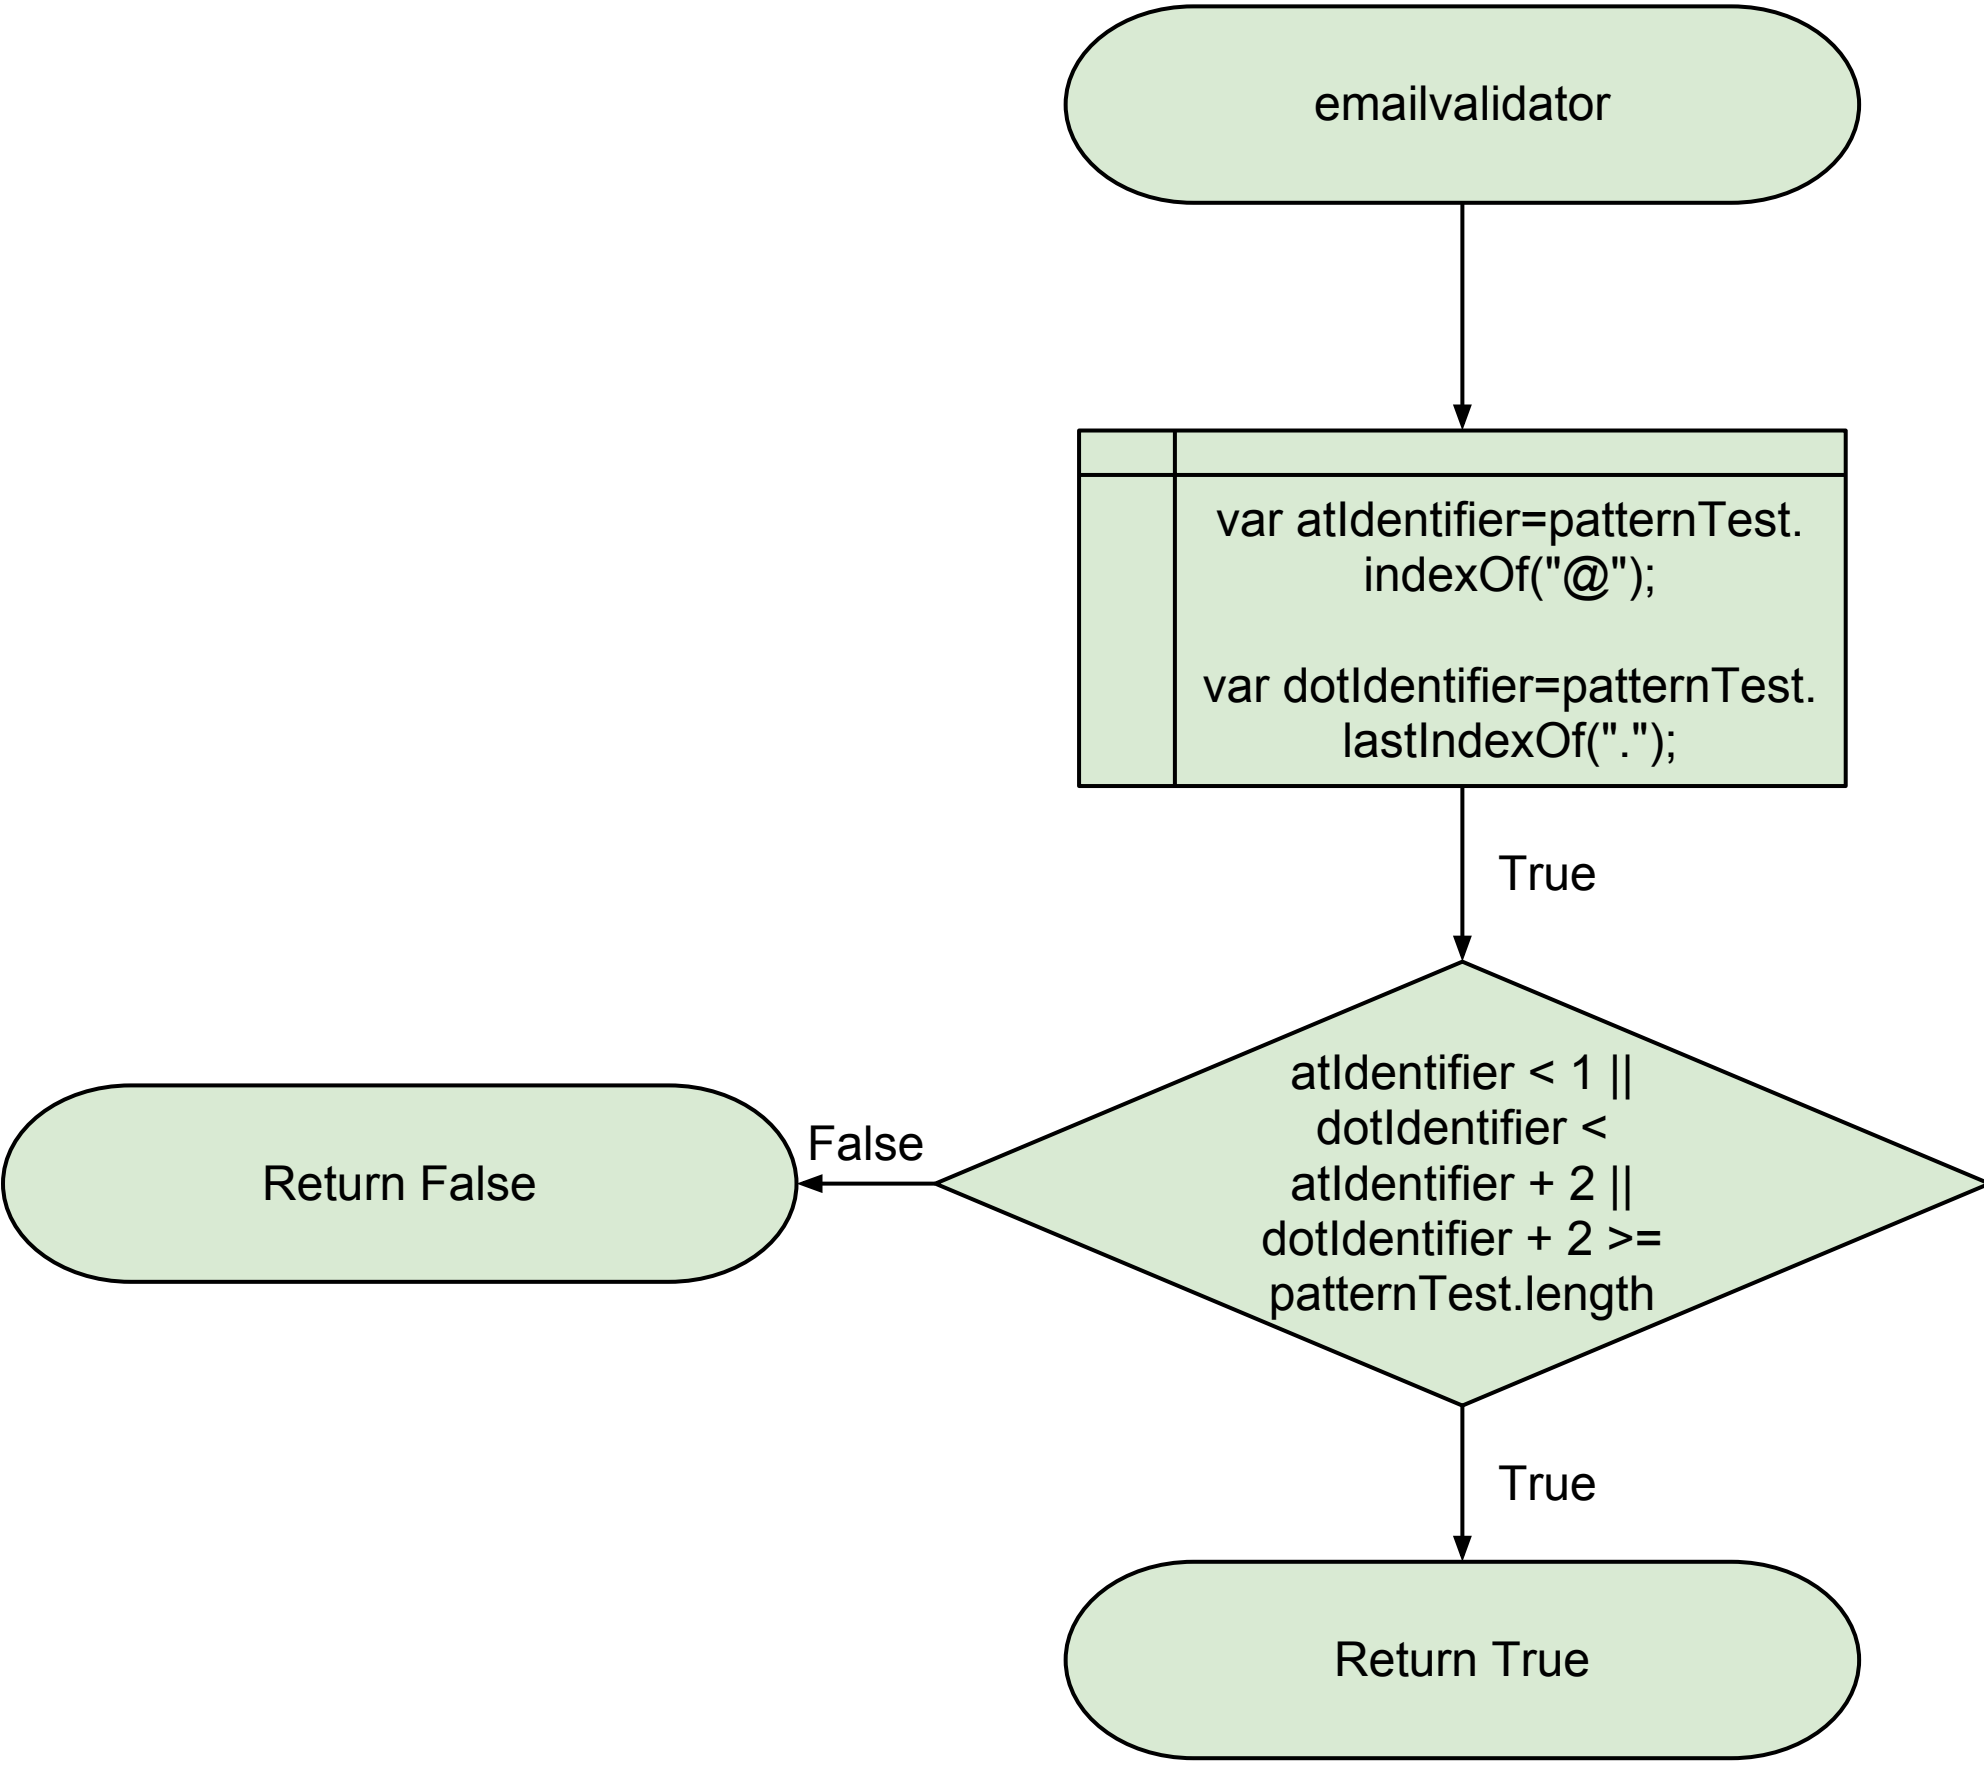 emailvalidator
var atIdentifier=patternTest.
indexOf("@");
var dotIdentifier=patternTest.
lastIndexOf(".");
True
atIdentifier < 1 ||
dotIdentifier <
atIdentifier + 2 ||
dotIdentifier + 2 >=
patternTest.length
False
Return False
True
Return True